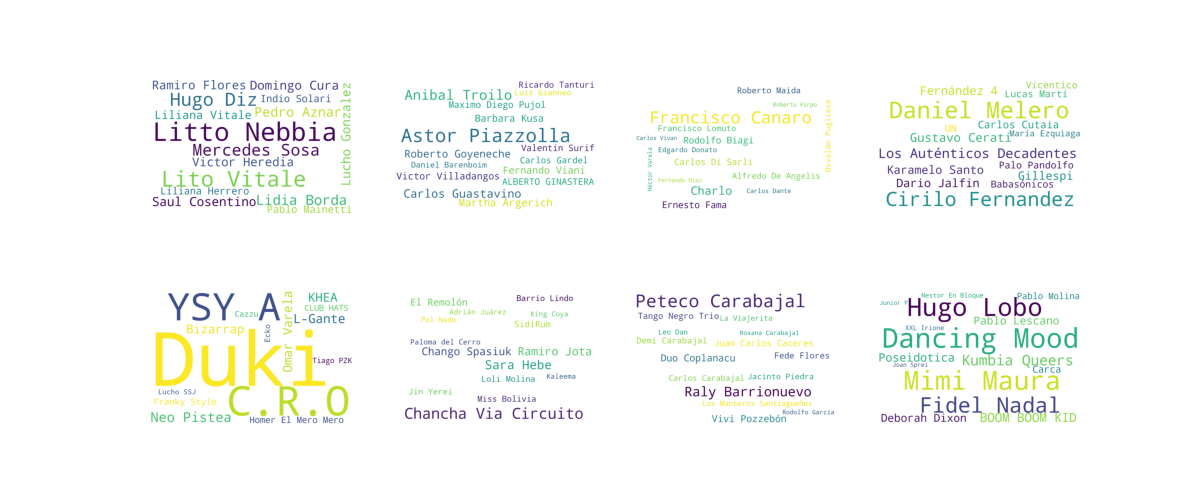 Ramiro Flores
Domingo Cura
Hugo Diz
Indio Solari
Liliana Vitale
Pedro Aznar
Litto Nebbia
Mercedes Sosa
Victor Heredia
Lucho Gonzalez
Lito Vitale
Liliana Herrero
Saul Cosentino
Lidia Borda
Pablo Mainetti
Ricardo Tanturi
Anibal Troilo
Luis Gianneo
Maximo Diego Pujol
Barbara Kusa
Astor Piazzolla
Valentin Surif
Roberto Goyeneche
Carlos Gardel
Daniel Barenboim
Fernando Viani
Victor Villadangos
ALBERTO GINASTERA
Carlos Guastavino
Martha Argerich
Roberto Maida
Roberto Firpo
Francisco Canaro
Osvaldo Pugliese
Francisco Lomuto
Carlos Vivan
Rodolfo Biagi
Edgardo Donato
Héctor Varela
Carlos Di Sarli
Fernando Díaz
Alfredo De Angelis
Charlo
Carlos Dante
Ernesto Fama
Vicentico
Fernández 4
Lucas Martí
Daniel Melero
UN
Carlos Cutaia
Gustavo Cerati
María Ezquiaga
Los Auténticos Decadentes
Karamelo Santo
Palo Pandolfo
Gillespi
Dario Jalfin
Babasónicos
Cirilo Fernandez
YSY A
KHEA
CLUB HATS
Cazzu
L-Gante
Bizarrap
Ecko
Omar Varela
Duki
Tiago PZK
Lucho SSJ
Franky Style
C.R.O
Neo Pistea
Homer El Mero Mero
El Remolón
Barrio Lindo
Adrián Juárez
King Coya
Pol Nada
SidiRum
Paloma del Cerro
Chango Spasiuk
Ramiro Jota
Sara Hebe
Loli Molina
Kaleema
Jin Yerei
Miss Bolivia
Chancha Via Circuito
Peteco Carabajal
Tango Negro Trio
La Viajerita
Leo Dan
Roxana Carabajal
Demi Carabajal
Juan Carlos Caceres
Duo Coplanacu
Fede Flores
Carlos Carabajal
Jacinto Piedra
Raly Barrionuevo
Los Manseros Santiagueños
Rodolfo Garcia
Vivi Pozzebón
Nestor En Bloque
Pablo Molina
Junior P
Hugo Lobo
Pablo Lescano
XXL Irione
Dancing Mood
Poseidotica
Kumbia Queers
Joan Sprei
Carca
Mimi Maura
Fidel Nadal
Deborah Dixon
BOOM BOOM KID